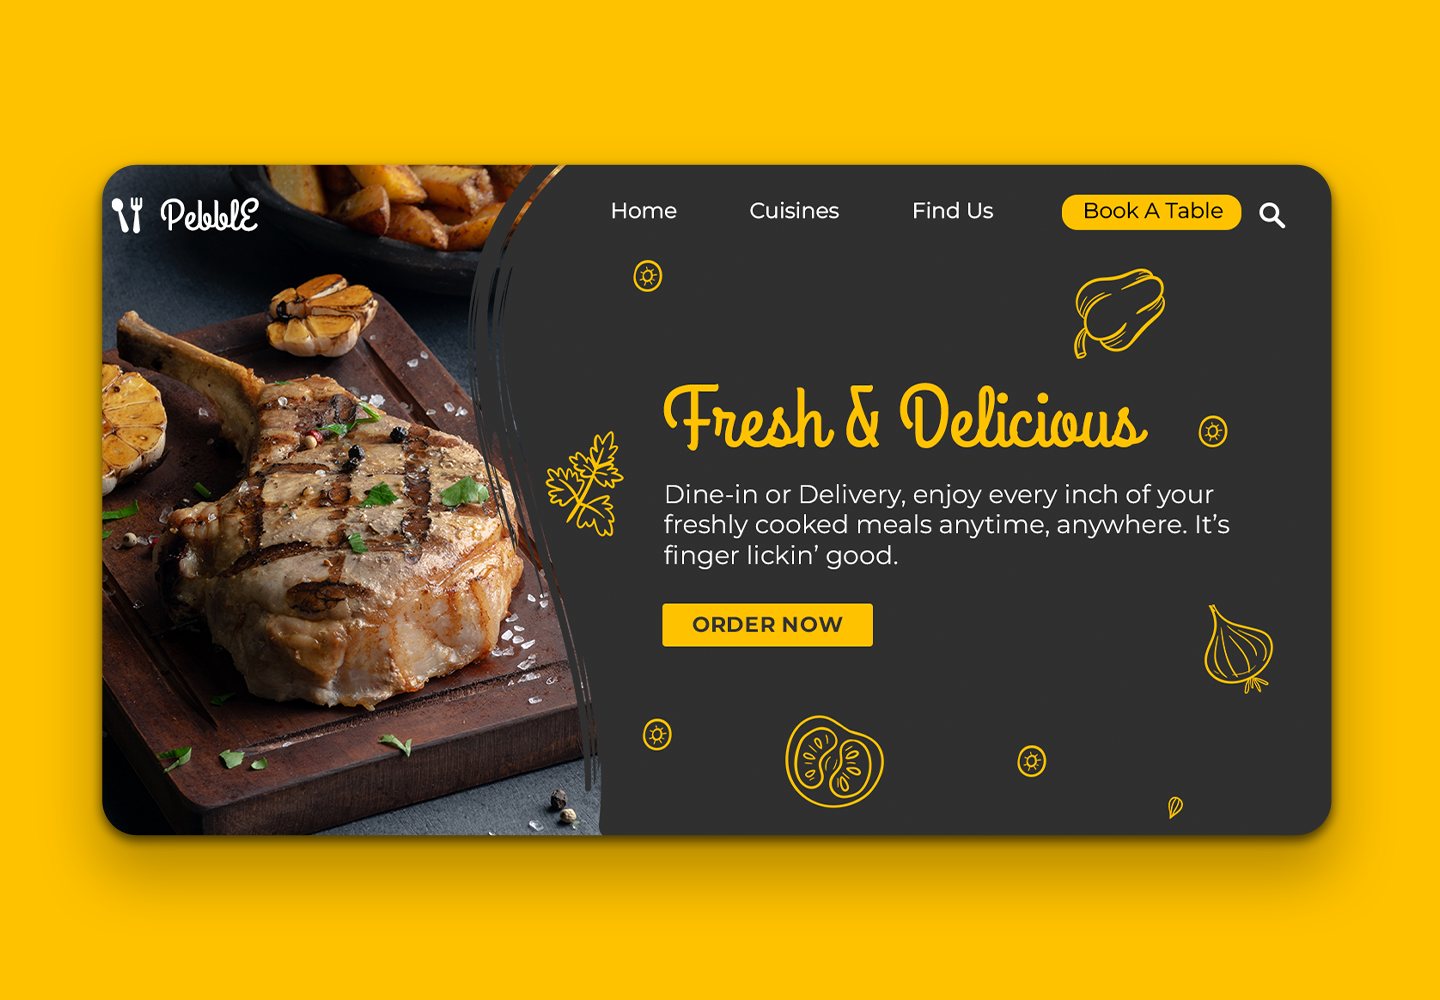 PebblE
Home
Cuisines
Find Us
Book A Table
Fresh & Delicious
Dine-in or Delivery, enjoy every inch of your
freshly cooked meals anytime, anywhere. It’s
finger lickin’ good.
ORDER NOW